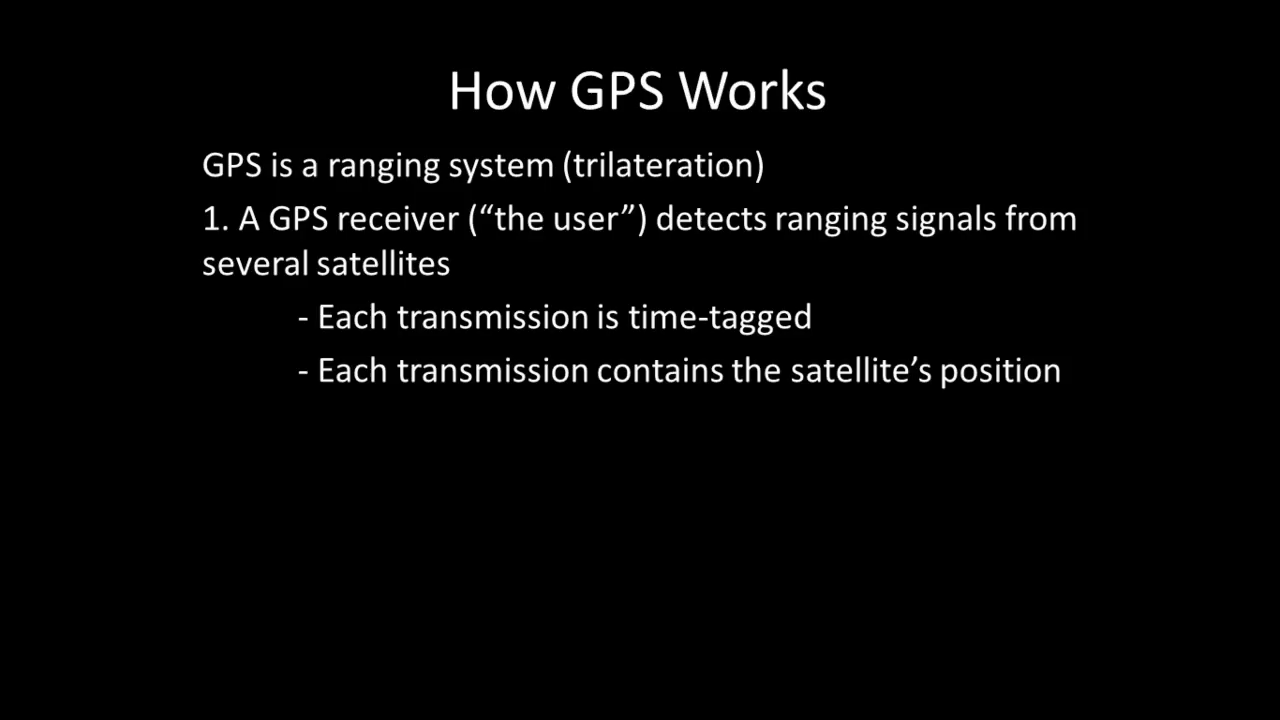 How GPS Works
GPS is a ranging system (trilateration)
1. A GPS receiver (“the user”) detects ranging signals from
several satellites
- Each transmission is time-tagged
- Each transmission contains the satellite’s position